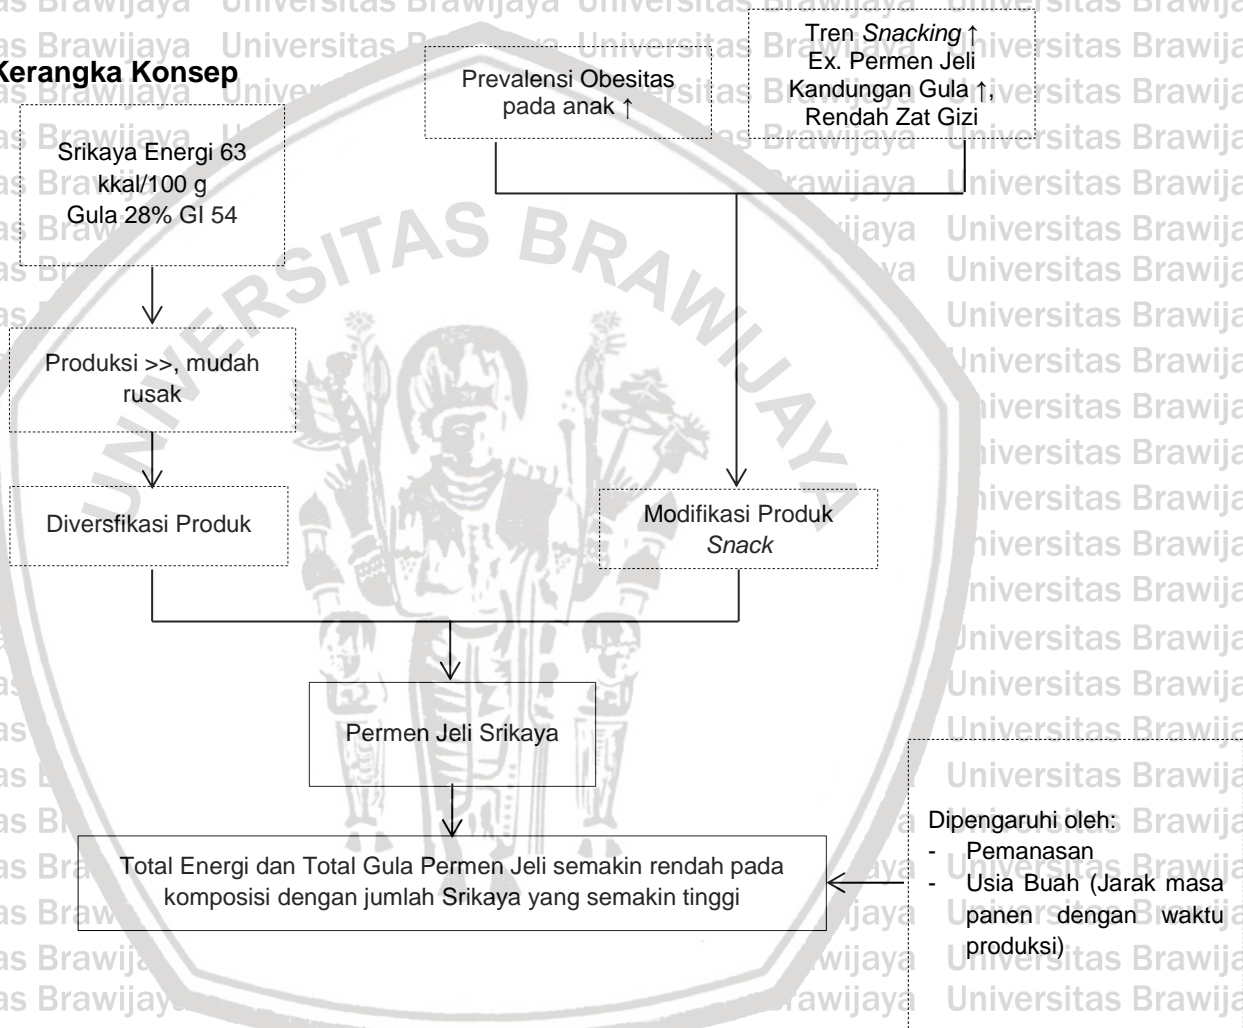 Kerangka Konsep
Prevalensi Obesitas
pada anak ↑
Tren Snacking ↑
Ex. Permen Jeli
Kandungan Gula ↑,
Rendah Zat Gizi
Srikaya Energi 63
kkal/100 g
Gula 28% GI 54
Produksi >>, mudah
rusak
Diversfikasi Produk
Modifikasi Produk
Snack
Permen Jeli Srikaya
Total Energi dan Total Gula Permen Jeli semakin rendah pada
komposisi dengan jumlah Srikaya yang semakin tinggi
Dipengaruhi oleh:
- Pemanasan
- Usia Buah (Jarak masa
panen dengan waktu
produksi)
UNIVERSITAS BRAWIJAYA